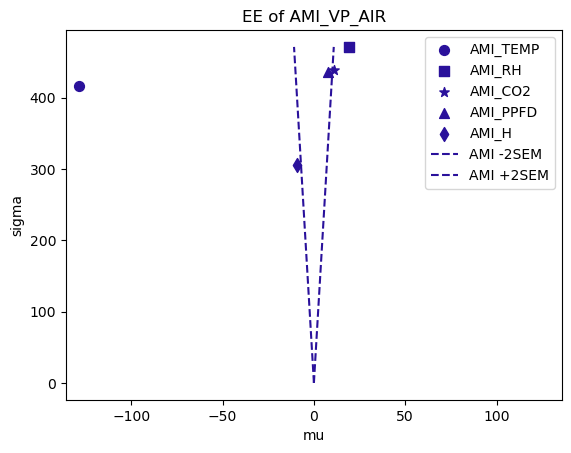 EE of AMI_VP_AIR
AMI_TEMP
AMI_RH
AMI_CO2
AMI_PPFD
AMI_H
AMI -2SEM
AMI +2SEM
sigma
400
300
200
100
0
−100
−50
0
50
100
mu